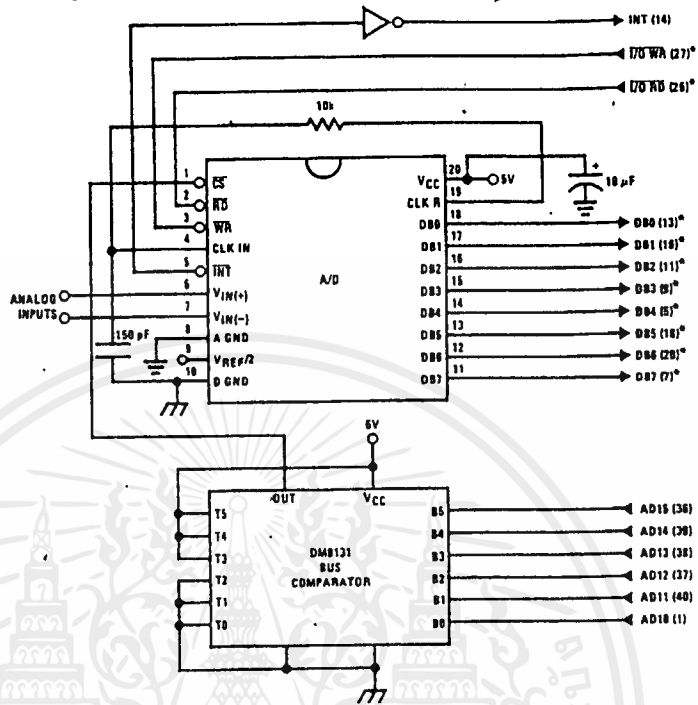 INT (14)
I/O WR (27)*
I/O RD (25)*
10k
1 CS
2 RD
3 WR
4 CLK IN
5 INT
6 VIN(+)
7 VIN(−)
8 A GND
9 VREF/2
10 D GND
ANALOG
INPUTS
150 pF
A/D
VCC 20
5V
10 µF
+
CLK R 19
DB0 18 DB0 (13)*
DB1 17 DB1 (16)*
DB2 16 DB2 (11)*
DB3 15 DB3 (9)*
DB4 14 DB4 (5)*
DB5 13 DB5 (18)*
DB6 12 DB6 (20)*
DB7 11 DB7 (7)*
5V
OUT
VCC
T5
T4
T3
T2
T1
T0
DM8131
BUS
COMPARATOR
B5 AD15 (36)
B4 AD14 (39)
B3 AD13 (38)
B2 AD12 (37)
B1 AD11 (40)
B0 AD10 (1)